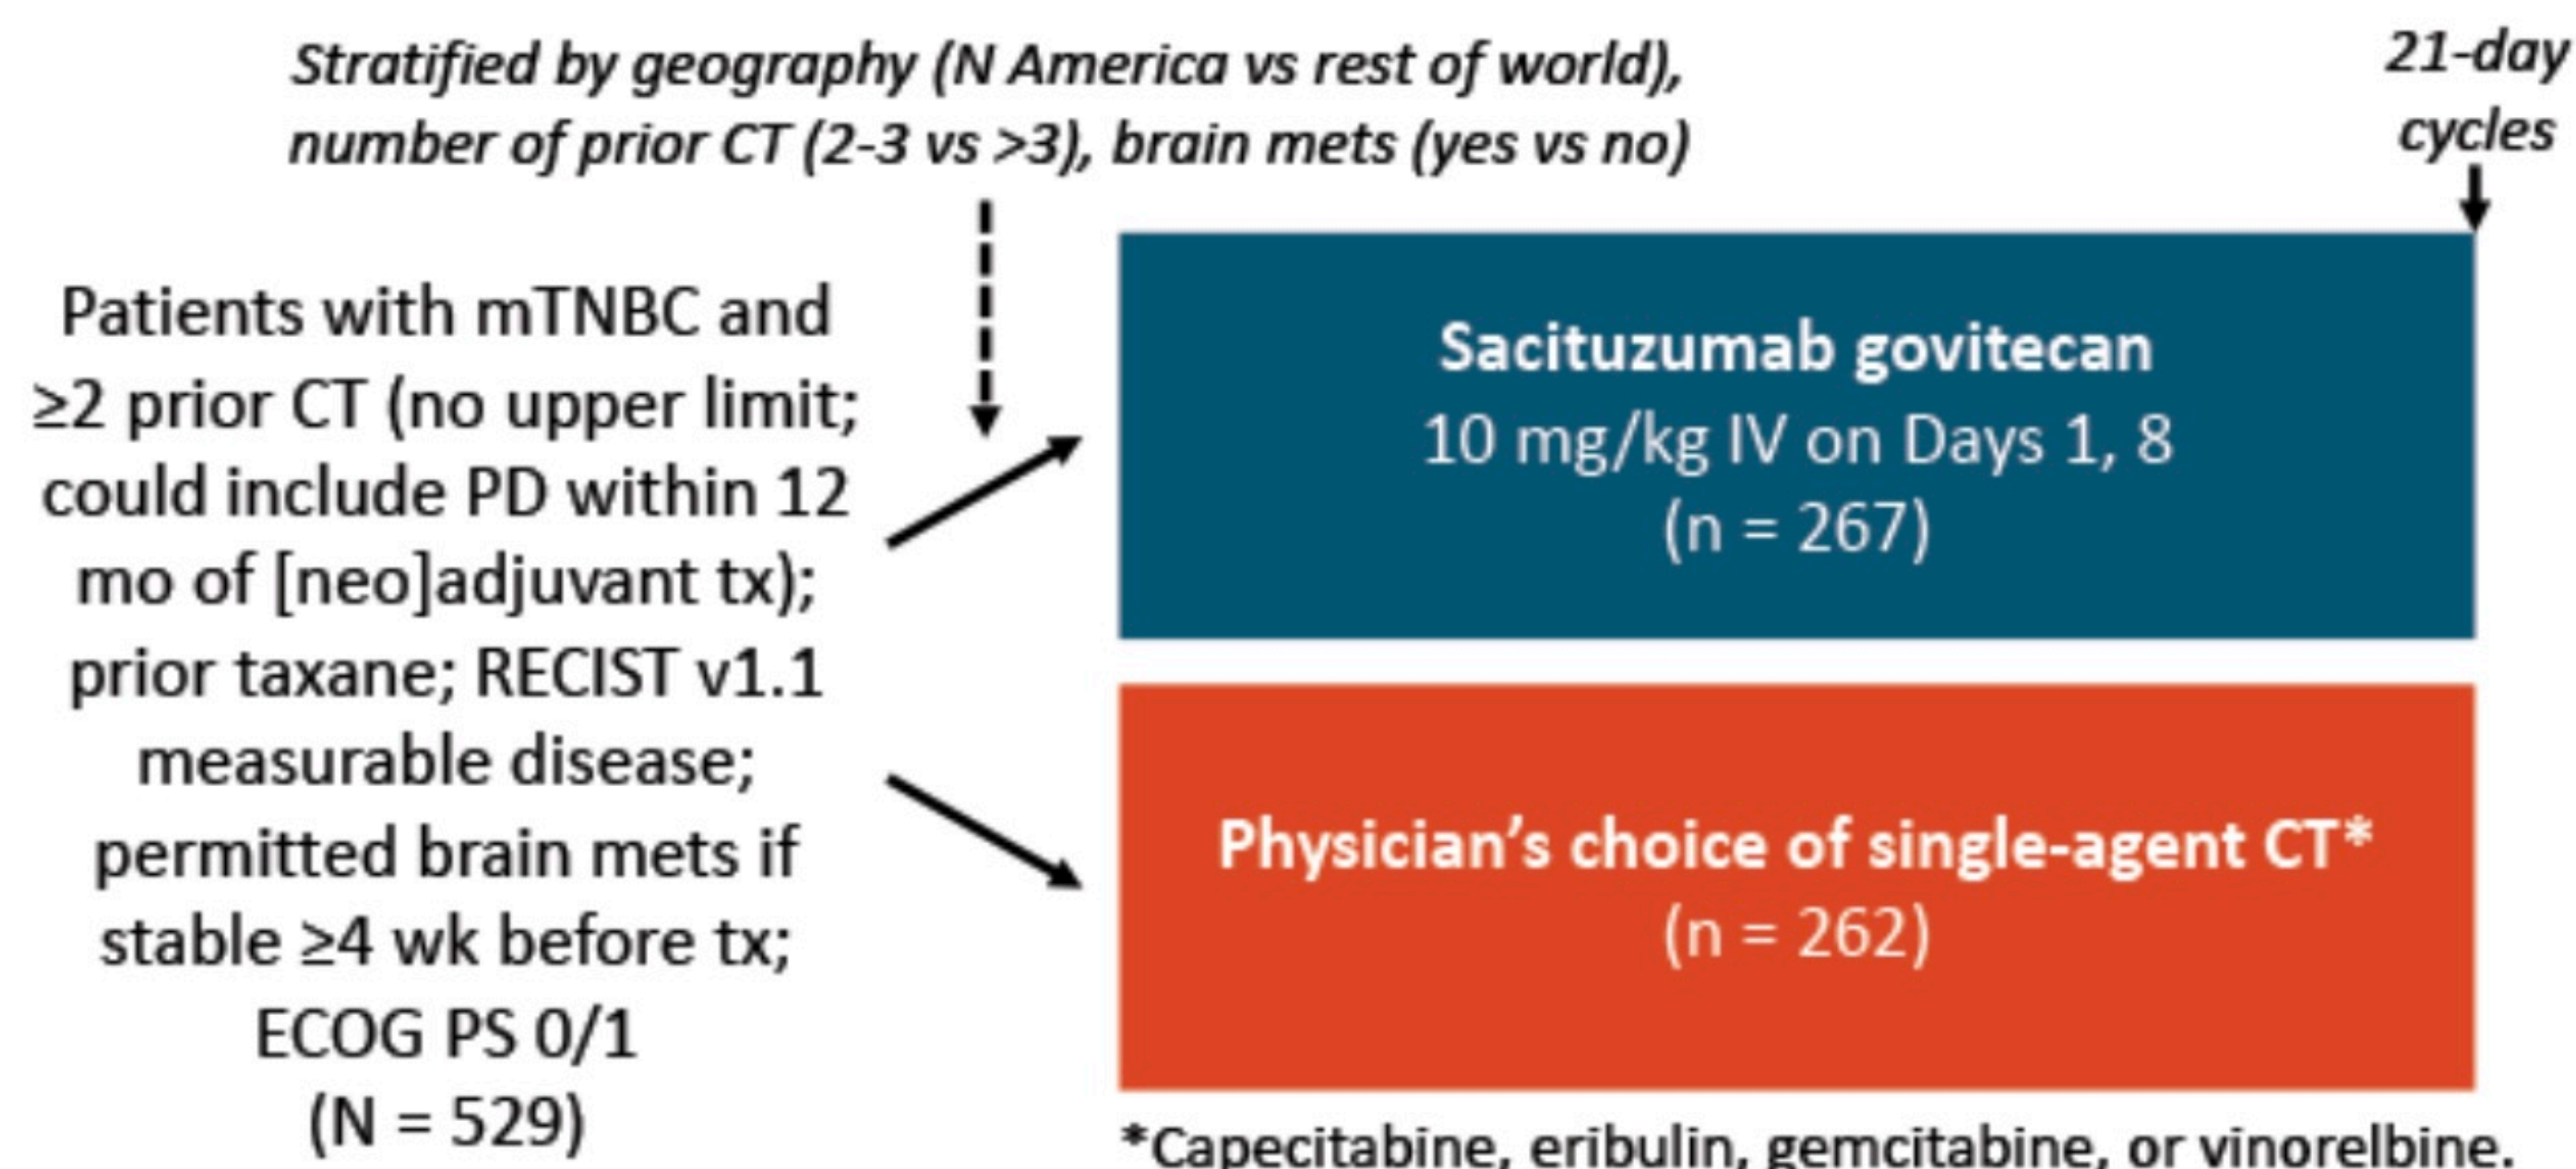 Stratified by geography (N America vs rest of world),
number of prior CT (2-3 vs >3), brain mets (yes vs no)
21-day
cycles
Patients with mTNBC and
≥2 prior CT (no upper limit;
could include PD within 12
mo of [neo]adjuvant tx);
prior taxane; RECIST v1.1
measurable disease;
permitted brain mets if
stable ≥4 wk before tx;
ECOG PS 0/1
(N = 529)
Sacituzumab govitecan
10 mg/kg IV on Days 1, 8
(n = 267)
Physician’s choice of single-agent CT*
(n = 262)
*Capecitabine, eribulin, gemcitabine, or vinorelbine.